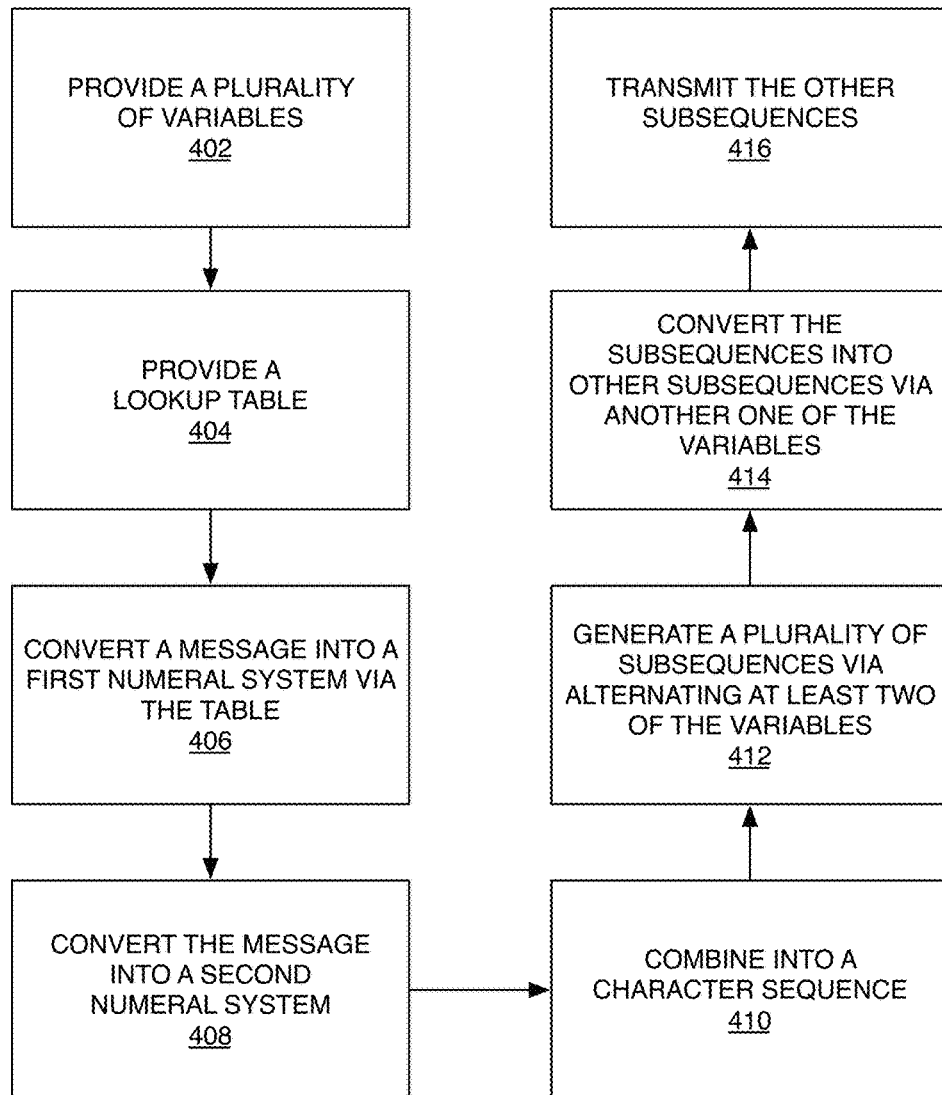 PROVIDE A PLURALITY
OF VARIABLES
402
PROVIDE A
LOOKUP TABLE
404
CONVERT A MESSAGE INTO A
FIRST NUMERAL SYSTEM VIA
THE TABLE
406
CONVERT THE MESSAGE
INTO A SECOND
NUMERAL SYSTEM
408
COMBINE INTO A
CHARACTER SEQUENCE
410
GENERATE A PLURALITY OF
SUBSEQUENCES VIA
ALTERNATING AT LEAST TWO
OF THE VARIABLES
412
CONVERT THE
SUBSEQUENCES INTO
OTHER SUBSEQUENCES VIA
ANOTHER ONE OF THE
VARIABLES
414
TRANSMIT THE OTHER
SUBSEQUENCES
416